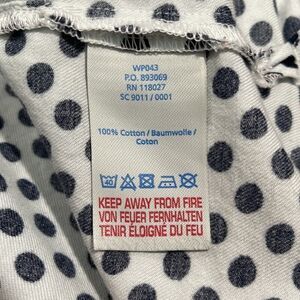 WP043
P.O. 893069
RN 118027
SC 9011 / 0001
100% Cotton / Baumwolle /
Coton
40
KEEP AWAY FROM FIRE
VON FEUER FERNHALTEN
TENIR ÉLOIGNÉ DU FEU